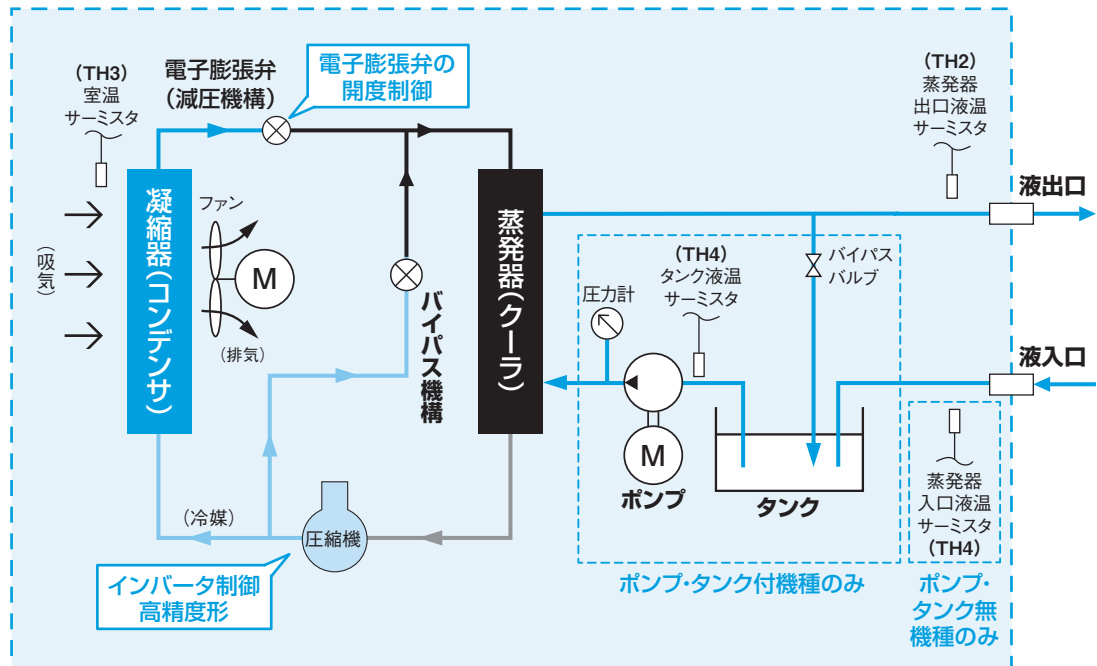 (TH3)
室温
サーミスタ
電子膨張弁
(減圧機構)
電子膨張弁の
開度制御
(TH2)
蒸発器
出口液温
サーミスタ
液出口
凝縮器(コンデンサ)
ファン
M
(吸気)
(排気)
バイパス機構
蒸発器(クーラ)
圧力計
(TH4)
タンク液温
サーミスタ
バイパス
バルブ
液入口
M
ポンプ
タンク
蒸発器
入口液温
サーミスタ
(TH4)
(冷媒)
圧縮機
インバータ制御
高精度形
ポンプ・タンク付機種のみ
ポンプ・
タンク無
機種のみ